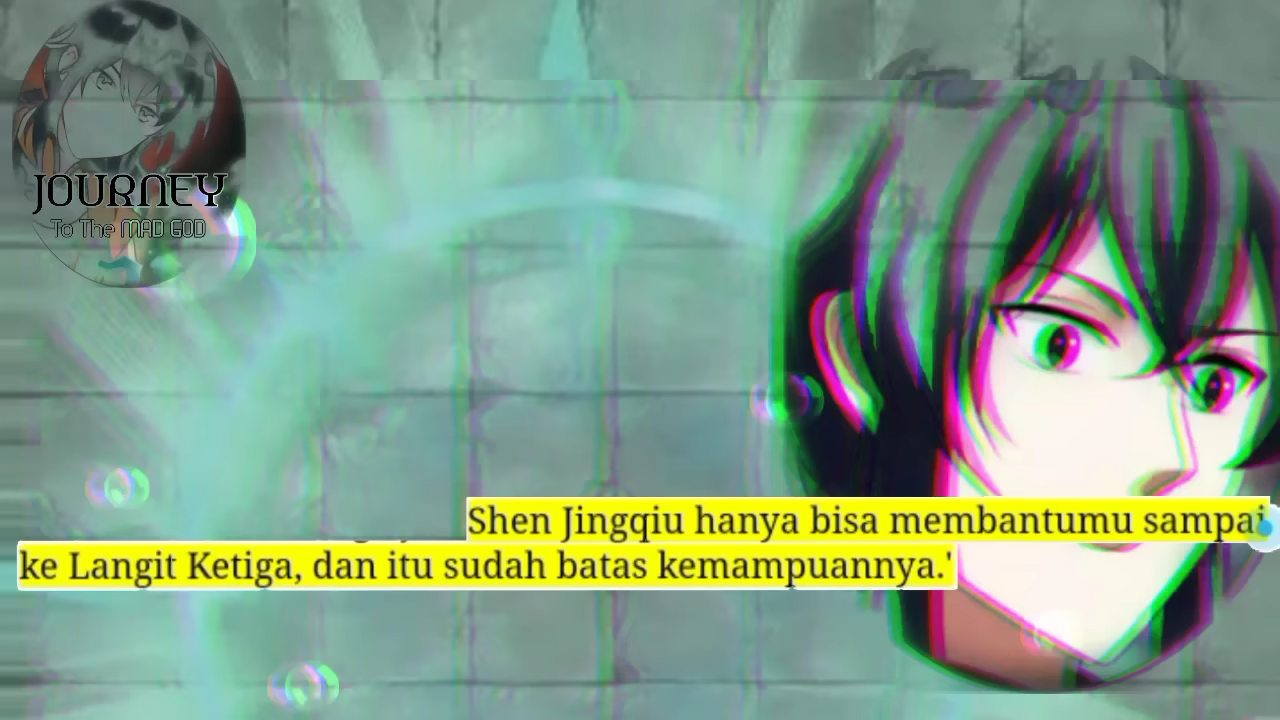 JOURNEY
To The MAD GOD
Shen Jingqiu hanya bisa membantumu sampai
ke Langit Ketiga, dan itu sudah batas kemampuannya.'